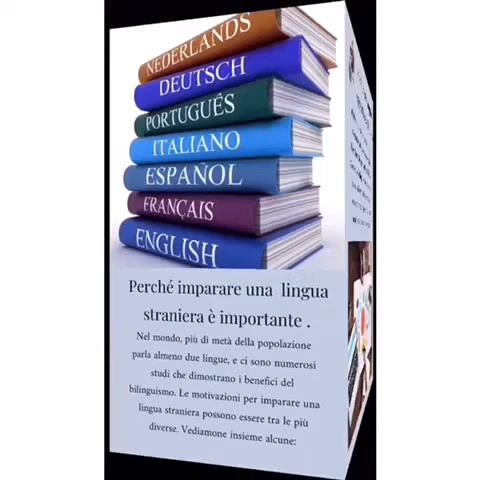 NEDERLANDS
DEUTSCH
PORTUGUÊS
ITALIANO
ESPAÑOL
FRANÇAIS
ENGLISH
Perché imparare una lingua
straniera è importante .
Nel mondo, più di metà della popolazione
parla almeno due lingue, e ci sono numerosi
studi che dimostrano i benefici del
bilinguismo. Le motivazioni per imparare una
lingua straniera possono essere tra le più
diverse. Vediamone insieme alcune: